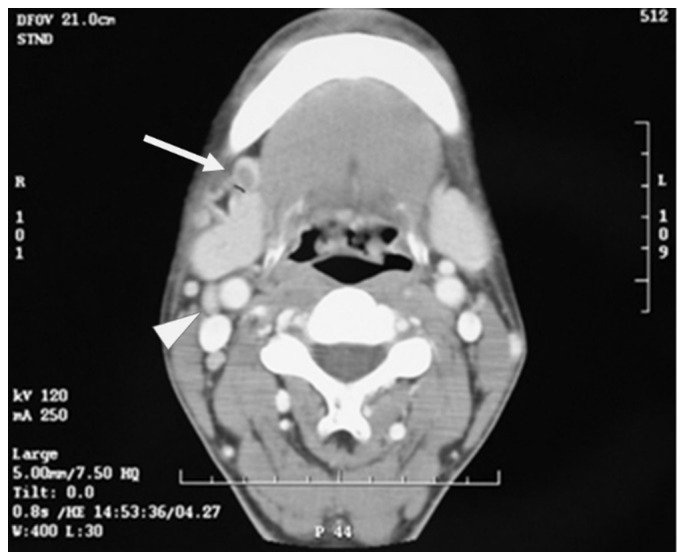 DFOV 21.0cm
STND
512
R
1
0
1
L
1
0
9
kV 120
mA 250
Large
5.00mm/7.50 HQ
Tilt: 0.0
0.8s /HE 14:53:36/04.27
W:400 L:30
P 44